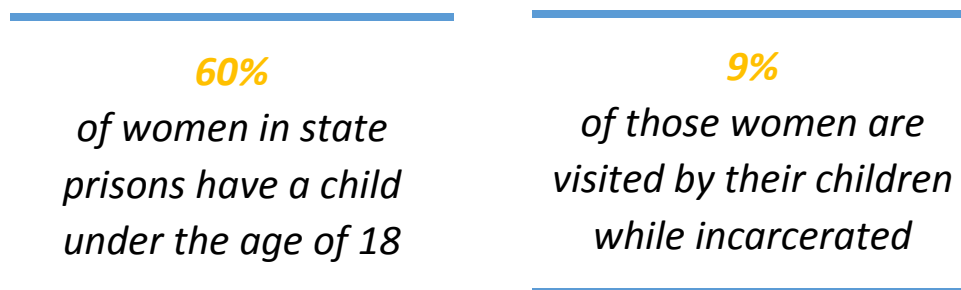 60%
of women in state
prisons have a child
under the age of 18
9%
of those women are
visited by their children
while incarcerated